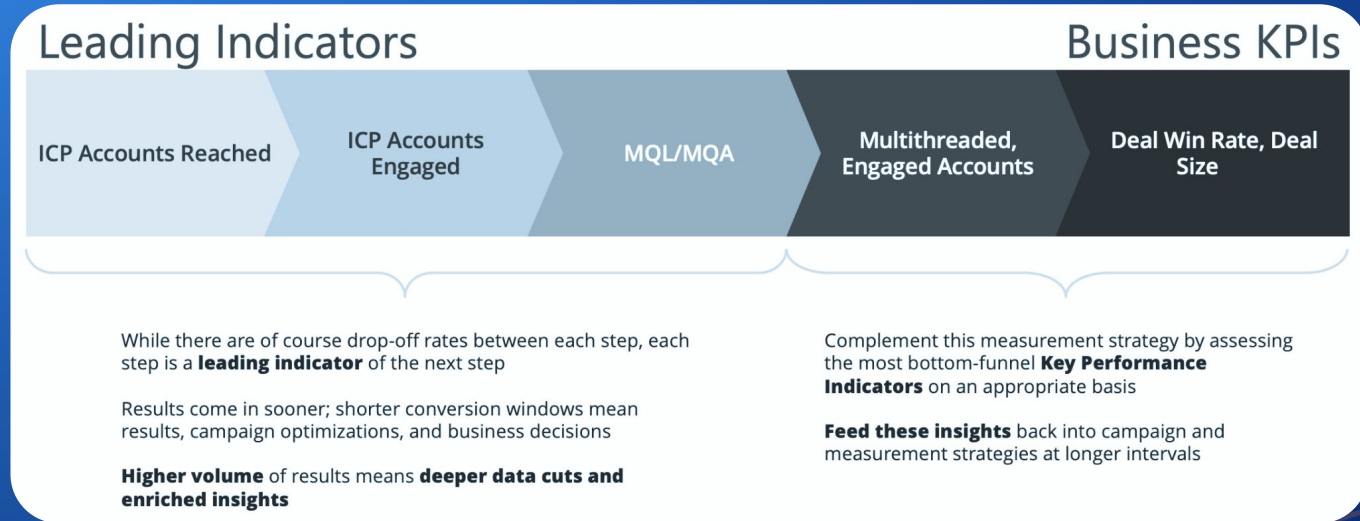 Leading Indicators
Business KPIs
ICP Accounts Reached
ICP Accounts
Engaged
MQL/MQA
Multithreaded,
Engaged Accounts
Deal Win Rate, Deal
Size
While there are of course drop-off rates between each step, each
step is a leading indicator of the next step
Results come in sooner; shorter conversion windows mean
results, campaign optimizations, and business decisions
Higher volume of results means deeper data cuts and
enriched insights
Complement this measurement strategy by assessing
the most bottom-funnel Key Performance
Indicators on an appropriate basis
Feed these insights back into campaign and
measurement strategies at longer intervals